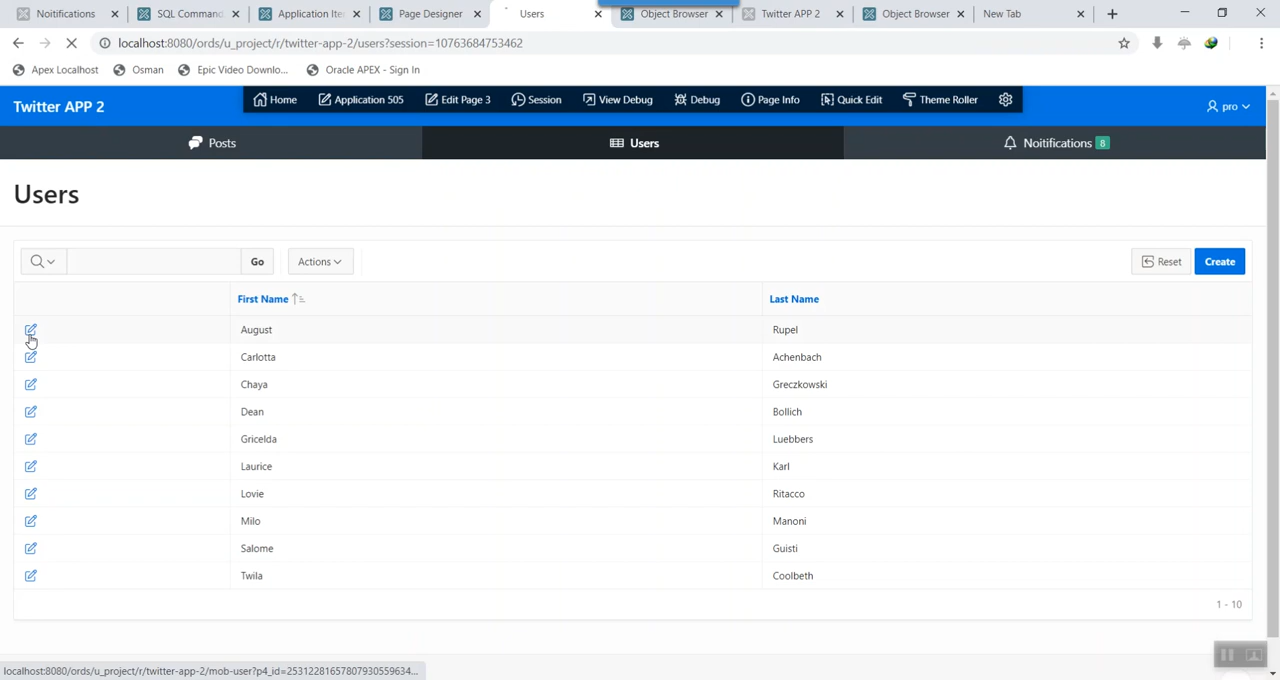 Noitifications
SQL Command
Application Ite
Page Designer
Users
Object Browser
Twitter APP 2
Object Browser
New Tab
localhost:8080/ords/u_project/r/twitter-app-2/users?session=10763684753462
Apex Localhost
Osman
Epic Video Downlo...
Oracle APEX - Sign In
Twitter APP 2
Home
Application 505
Edit Page 3
Session
View Debug
Debug
Page Info
Quick Edit
Theme Roller
pro
Posts
Users
Noitifications 8
Users
Go
Actions
Reset
Create
First Name
Last Name
August Rupel
Carlotta Achenbach
Chaya Greczkowski
Dean Bollich
Gricelda Luebbers
Laurice Karl
Lovie Ritacco
Milo Manoni
Salome Guisti
Twila Coolbeth
1 - 10
localhost:8080/ords/u_project/r/twitter-app-2/mob-user?p4_id=25312281657807930559634...